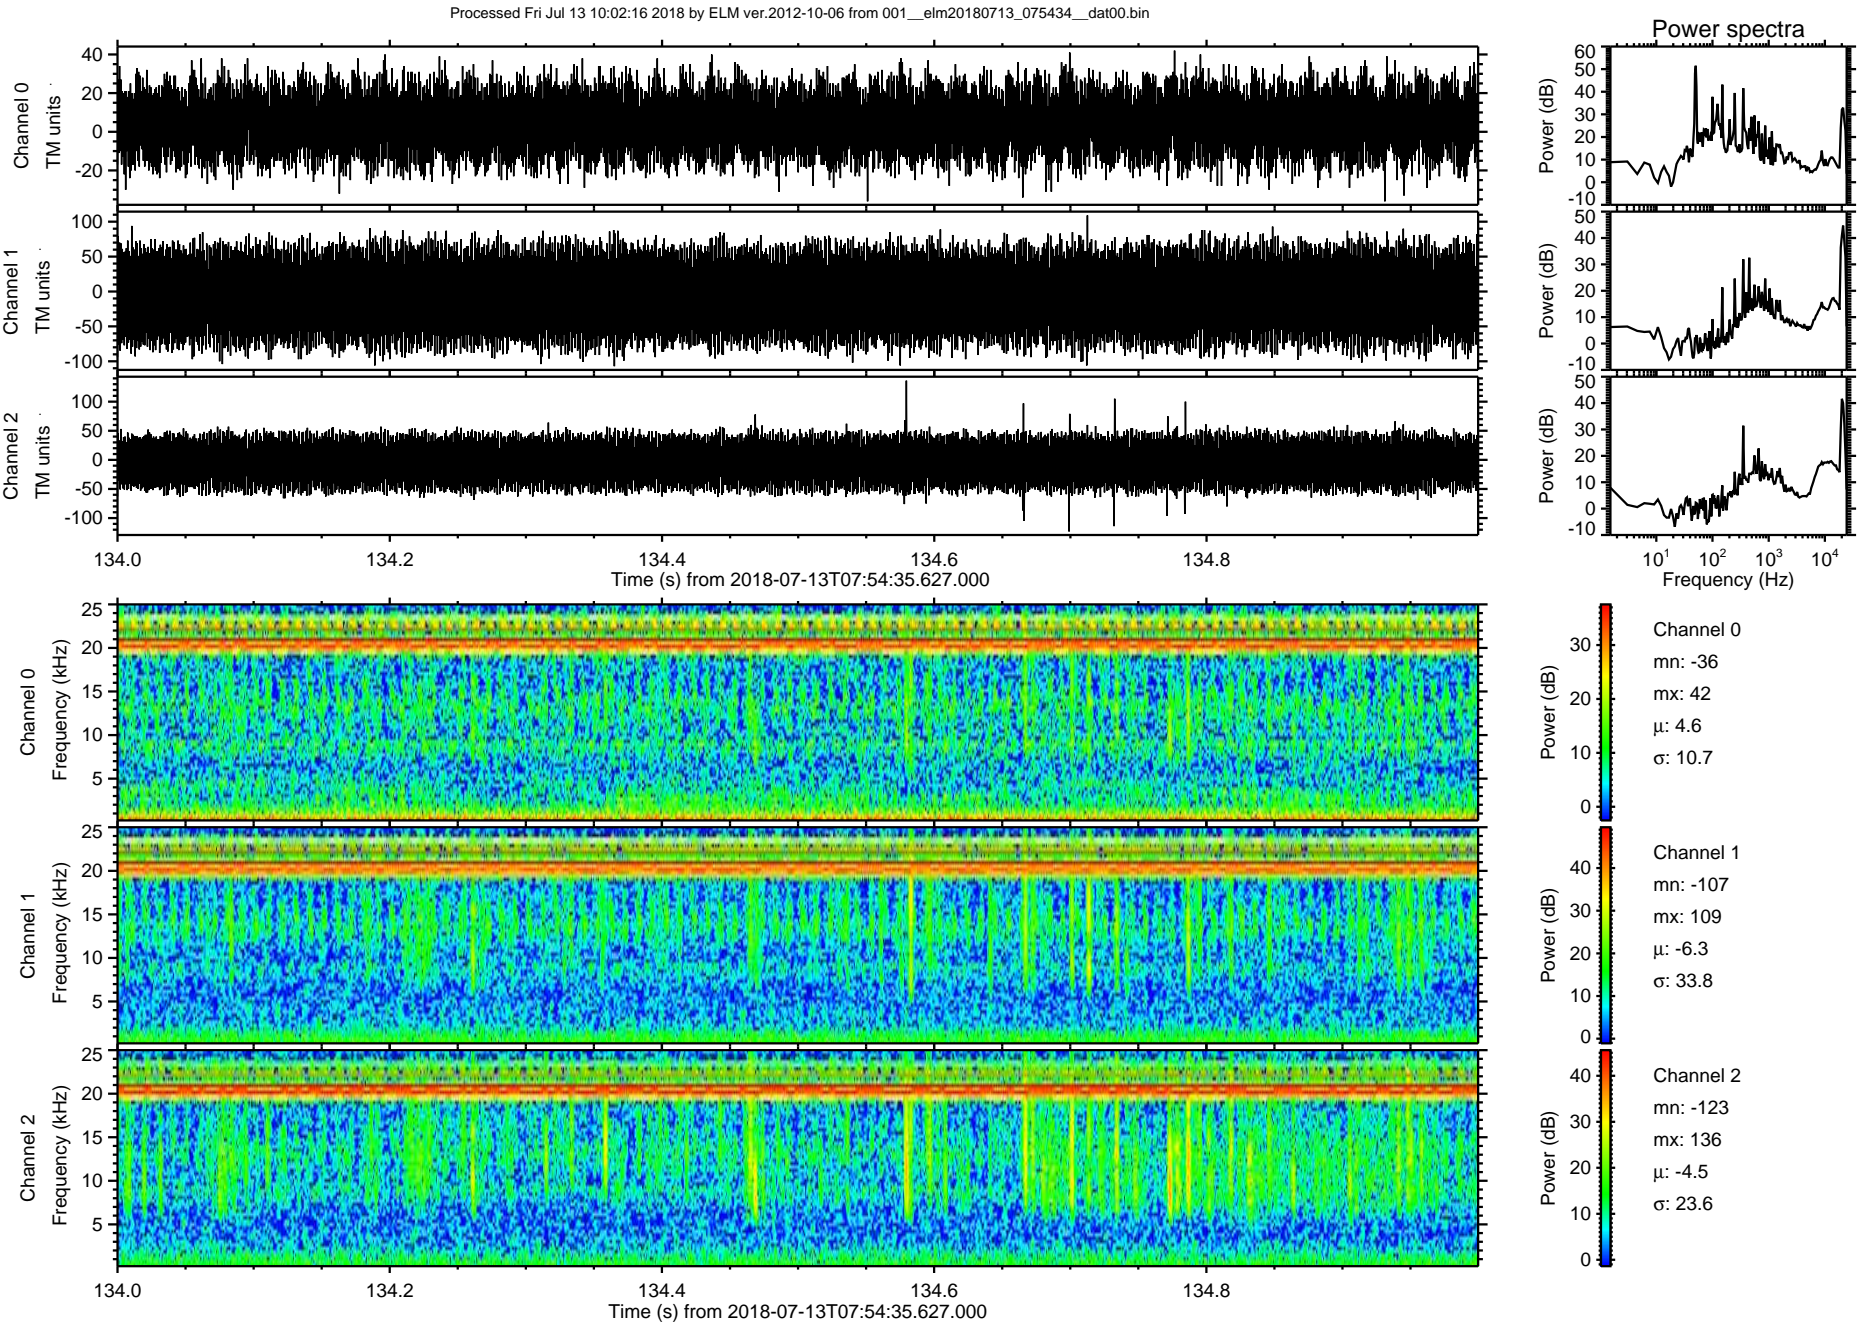 Processed Fri Jul 13 10:02:16 2018 by ELM ver.2012-10-06 from 001__elm20180713_075434__dat00.bin
Power spectra
Channel 0
TM units
40
20
0
-20
Power (dB)
60
50
40
30
20
10
0
-10
Channel 1
TM units
100
50
0
-50
-100
Power (dB)
50
40
30
20
10
0
-10
Channel 2
TM units
100
50
0
-50
-100
Power (dB)
50
40
30
20
10
0
-10
134.0 134.2 134.4 134.6 134.8
Time (s) from 2018-07-13T07:54:35.627.000
10^1 10^2 10^3 10^4
Frequency (Hz)
Channel 0
Frequency (kHz)
25
20
15
10
5
Power (dB)
30
20
10
0
Channel 0
mn: -36
mx: 42
μ: 4.6
σ: 10.7
Channel 1
Frequency (kHz)
25
20
15
10
5
Power (dB)
40
30
20
10
0
Channel 1
mn: -107
mx: 109
μ: -6.3
σ: 33.8
Channel 2
Frequency (kHz)
25
20
15
10
5
Power (dB)
40
30
20
10
0
Channel 2
mn: -123
mx: 136
μ: -4.5
σ: 23.6
134.0 134.2 134.4 134.6 134.8
Time (s) from 2018-07-13T07:54:35.627.000